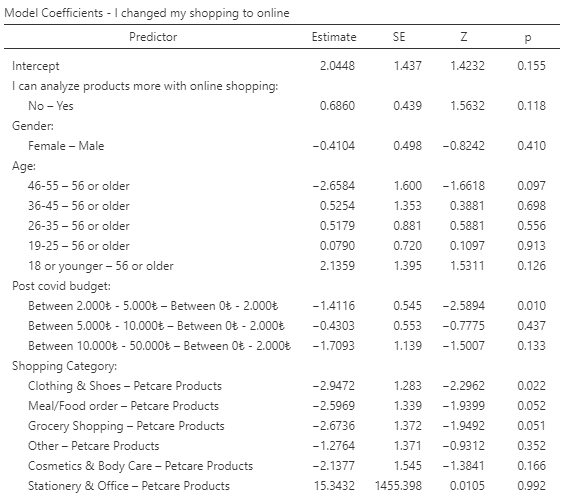 Model Coefficients - I changed my shopping to online
Predictor Estimate SE Z p
Intercept 2.0448 1.437 1.4232 0.155
I can analyze products more with online shopping:
No – Yes 0.6860 0.439 1.5632 0.118
Gender:
Female – Male −0.4104 0.498 −0.8242 0.410
Age:
46-55 – 56 or older −2.6584 1.600 −1.6618 0.097
36-45 – 56 or older 0.5254 1.353 0.3881 0.698
26-35 – 56 or older 0.5179 0.881 0.5881 0.556
19-25 – 56 or older 0.0790 0.720 0.1097 0.913
18 or younger – 56 or older 2.1359 1.395 1.5311 0.126
Post covid budget:
Between 2.000₺ - 5.000₺ – Between 0₺ - 2.000₺ −1.4116 0.545 −2.5894 0.010
Between 5.000₺ - 10.000₺ – Between 0₺ - 2.000₺ −0.4303 0.553 −0.7775 0.437
Between 10.000₺ - 50.000₺ – Between 0₺ - 2.000₺ −1.7093 1.139 −1.5007 0.133
Shopping Category:
Clothing & Shoes – Petcare Products −2.9472 1.283 −2.2962 0.022
Meal/Food order – Petcare Products −2.5969 1.339 −1.9399 0.052
Grocery Shopping – Petcare Products −2.6736 1.372 −1.9492 0.051
Other – Petcare Products −1.2764 1.371 −0.9312 0.352
Cosmetics & Body Care – Petcare Products −2.1377 1.545 −1.3841 0.166
Stationery & Office – Petcare Products 15.3432 1455.398 0.0105 0.992